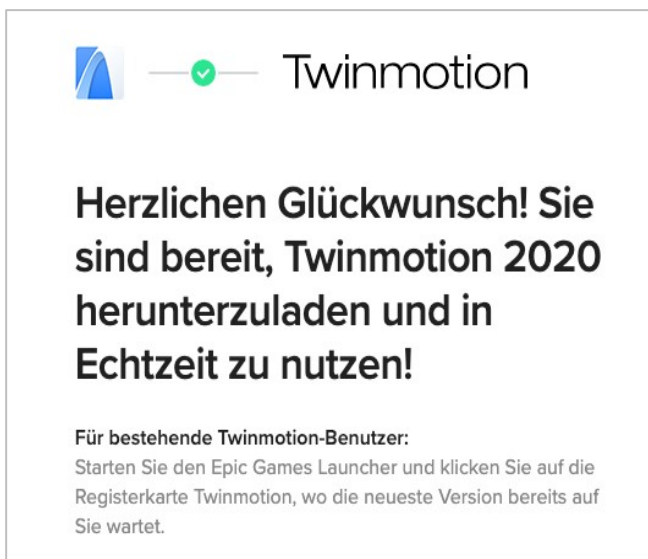 Twinmotion
Herzlichen Glückwunsch! Sie
sind bereit, Twinmotion 2020
herunterzuladen und in
Echtzeit zu nutzen!
Für bestehende Twinmotion-Benutzer:
Starten Sie den Epic Games Launcher und klicken Sie auf die
Registerkarte Twinmotion, wo die neueste Version bereits auf
Sie wartet.